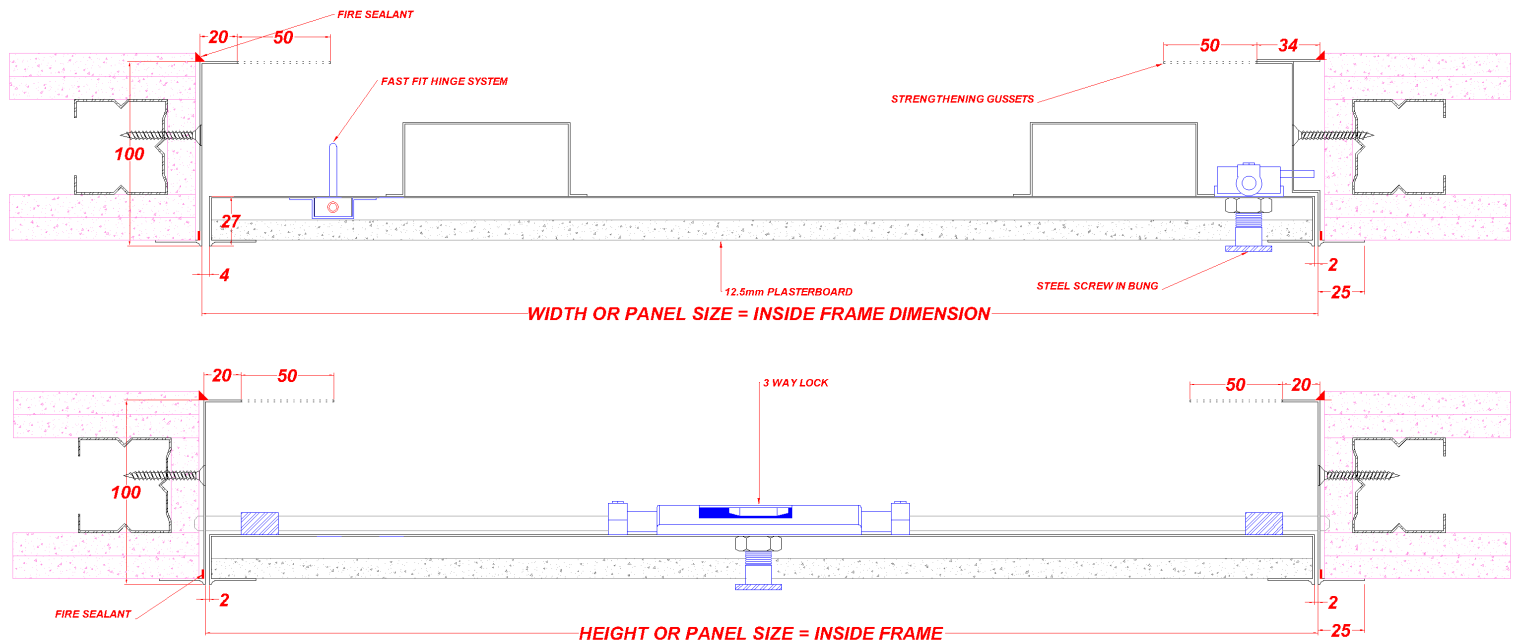 FIRE SEALANT
20
50
50
34
FAST FIT HINGE SYSTEM
STRENGTHENING GUSSETS
100
27
4
12.5mm PLASTERBOARD
STEEL SCREW IN BUNG
2
25
WIDTH OR PANEL SIZE = INSIDE FRAME DIMENSION
20
50
3 WAY LOCK
50
20
100
FIRE SEALANT
2
2
25
HEIGHT OR PANEL SIZE = INSIDE FRAME